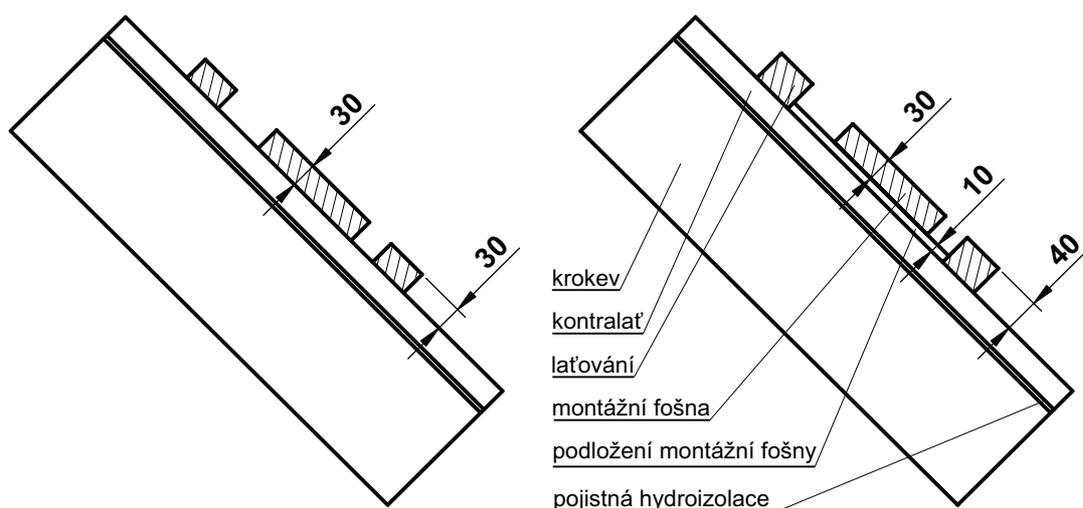 30
30
30
10
40
krokev
kontralať
laťování
montážní fošna
podložení montážní fošny
pojistná hydroizolace